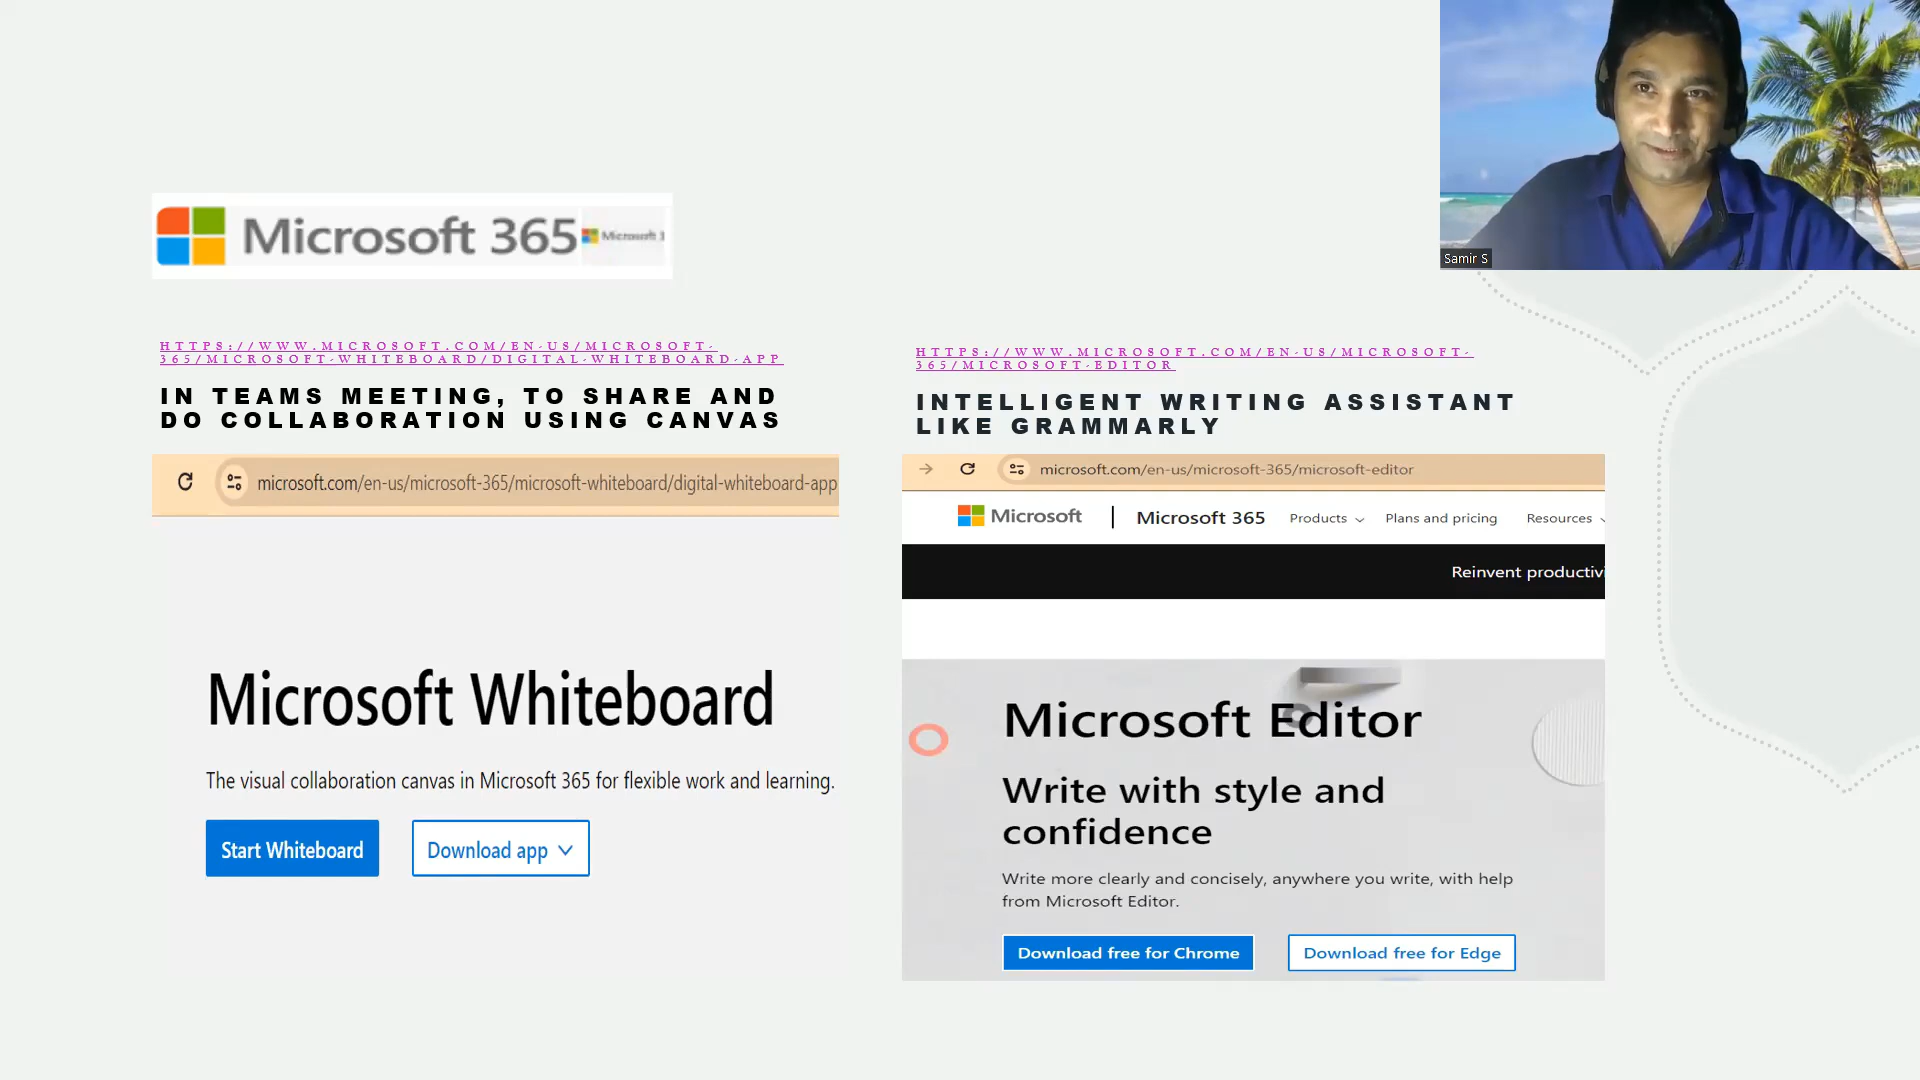 Microsoft 365
Microsoft
Samir S
HTTPS://WWW.MICROSOFT.COM/EN-US/MICROSOFT-
365/MICROSOFT-WHITEBOARD/DIGITAL-WHITEBOARD-APP
IN TEAMS MEETING, TO SHARE AND
DO COLLABORATION USING CANVAS
microsoft.com/en-us/microsoft-365/microsoft-whiteboard/digital-whiteboard-app
Microsoft Whiteboard
The visual collaboration canvas in Microsoft 365 for flexible work and learning.
Start Whiteboard
Download app
HTTPS://WWW.MICROSOFT.COM/EN-US/MICROSOFT-
365/MICROSOFT-EDITOR
INTELLIGENT WRITING ASSISTANT
LIKE GRAMMARLY
microsoft.com/en-us/microsoft-365/microsoft-editor
Microsoft Microsoft 365 Products Plans and pricing Resources
Reinvent productivi
Microsoft Editor
Write with style and
confidence
Write more clearly and concisely, anywhere you write, with help
from Microsoft Editor.
Download free for Chrome Download free for Edge